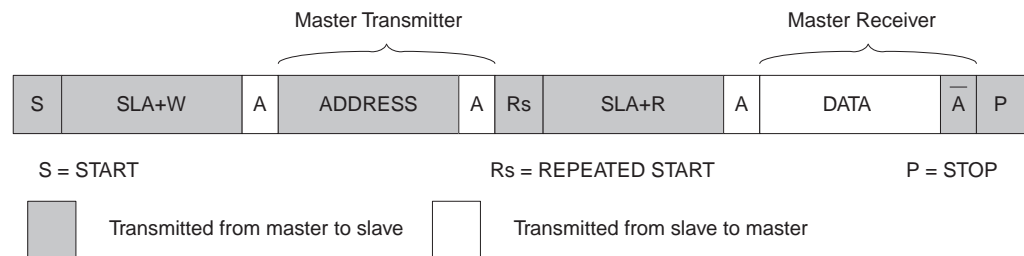 Master Transmitter Master Receiver
S SLA+W A ADDRESS A Rs SLA+R A DATA A̅ P
S = START Rs = REPEATED START P = STOP
Transmitted from master to slave Transmitted from slave to master